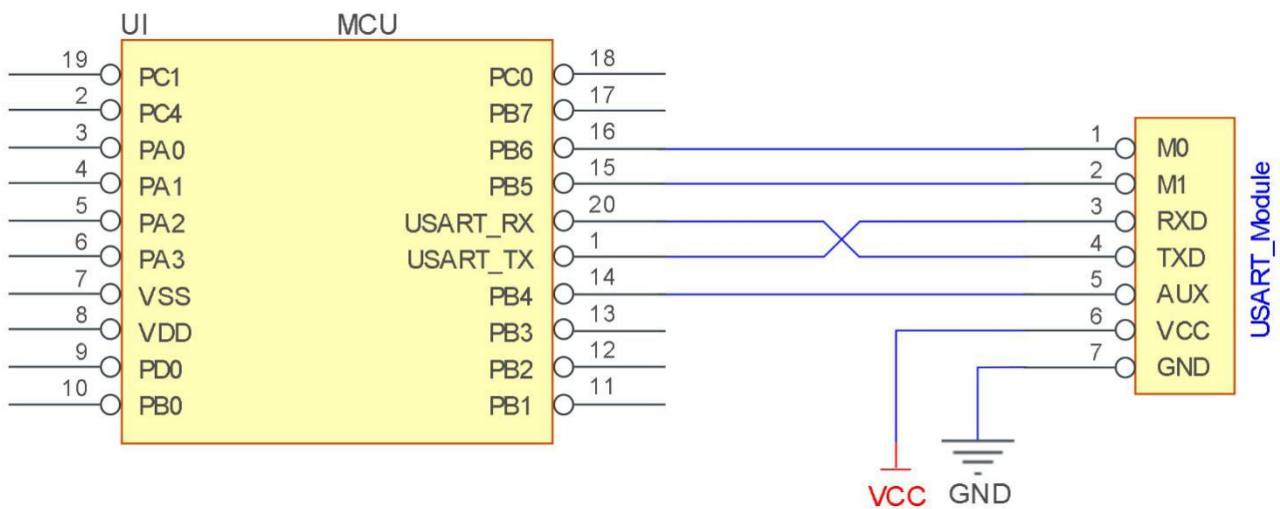 UI MCU
19 PC1 PC0 18
2 PC4 PB7 17
3 PA0 PB6 16 1 M0
4 PA1 PB5 15 2 M1
5 PA2 USART_RX 20 3 RXD
6 PA3 USART_TX 1 4 TXD
7 VSS PB4 14 5 AUX
8 VDD PB3 13 6 VCC
9 PD0 PB2 12 7 GND
10 PB0 PB1 11
USART_Module
VCC GND